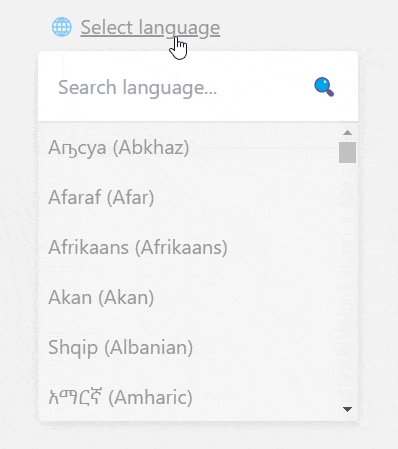 Select language
Search language...
Аҧсуа (Abkhaz)
Afaraf (Afar)
Afrikaans (Afrikaans)
Akan (Akan)
Shqip (Albanian)
አማርኛ (Amharic)